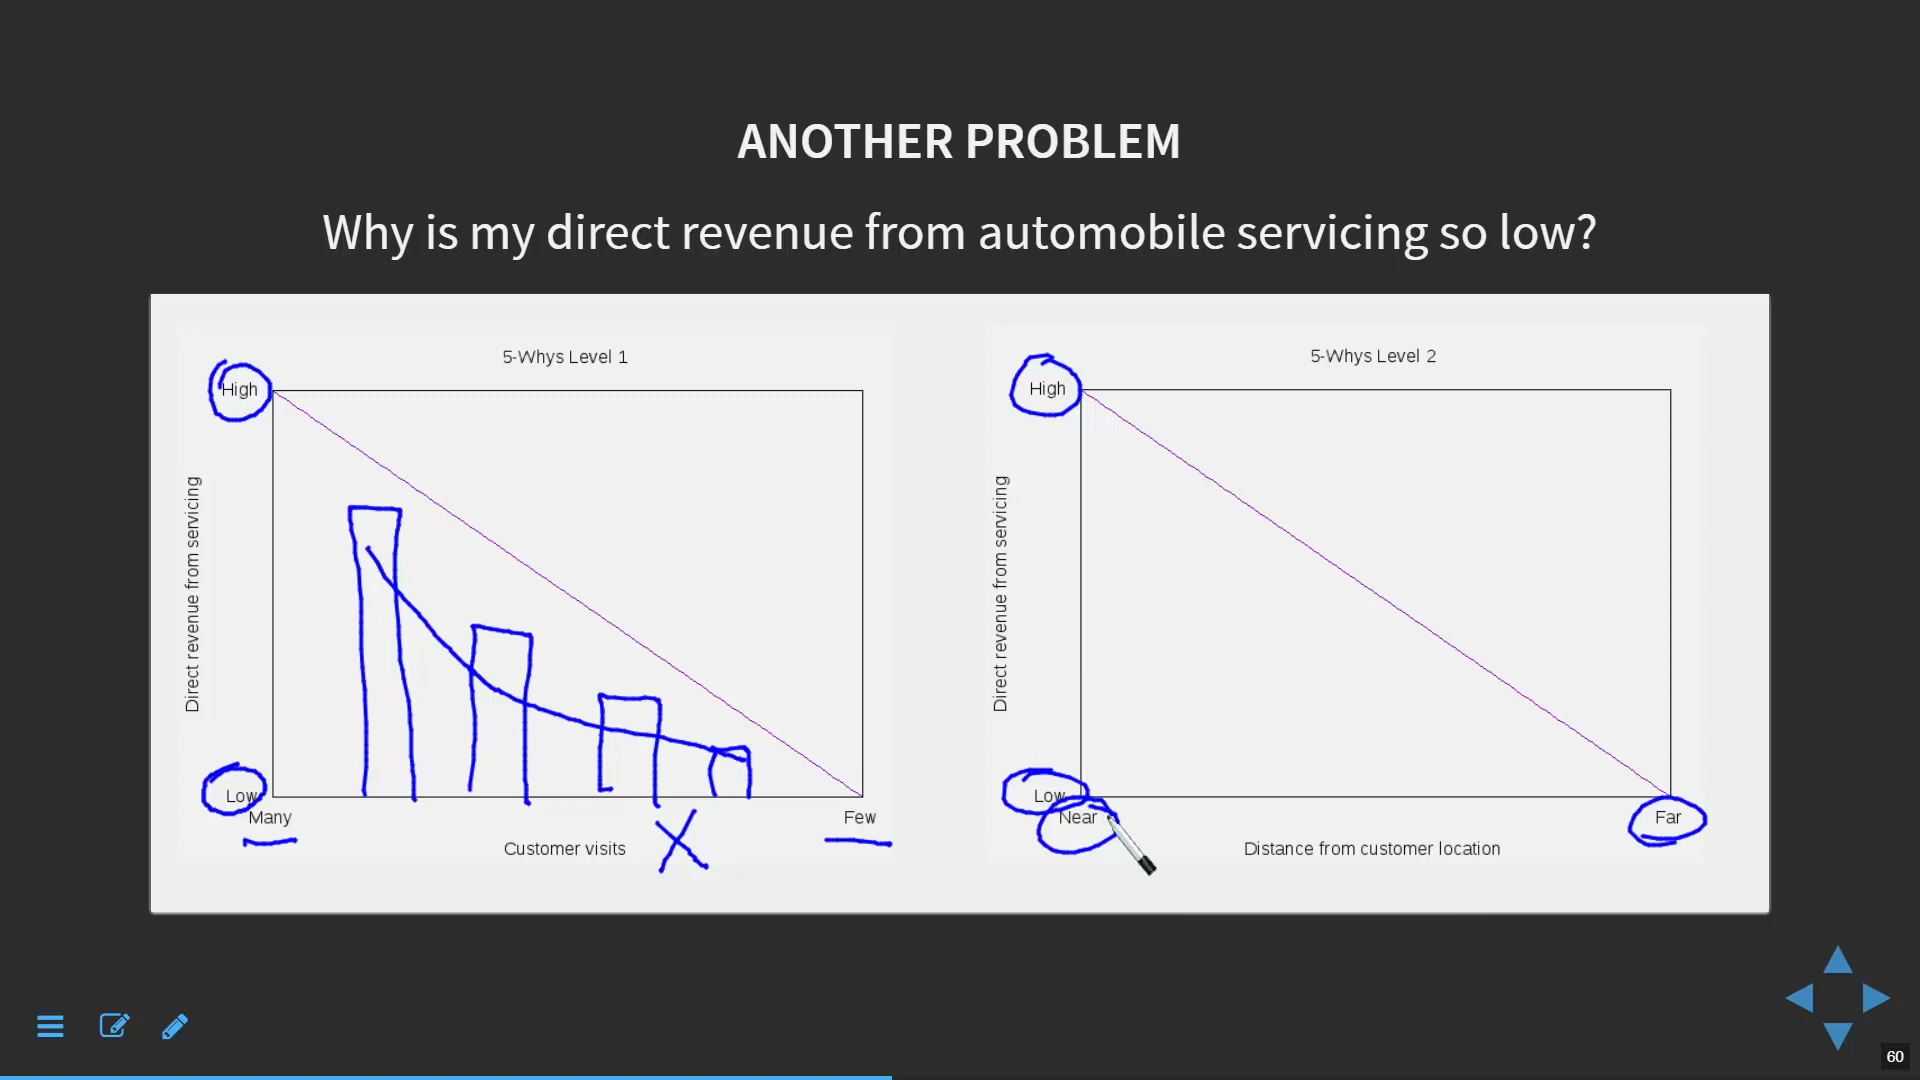 ANOTHER PROBLEM
Why is my direct revenue from automobile servicing so low?
5-Whys Level 1
High
Direct revenue from servicing
Low
Many
Few
Customer visits
X
5-Whys Level 2
High
Direct revenue from servicing
Low
Near
Far
Distance from customer location
60